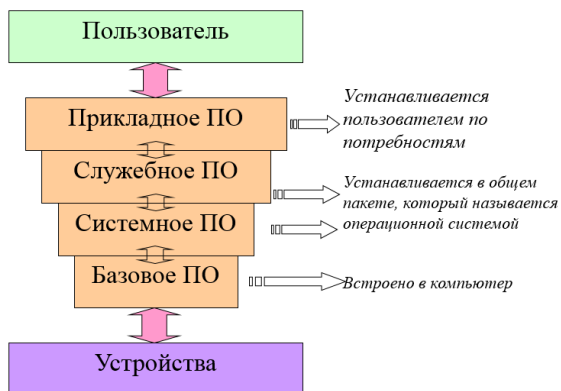 Пользователь
Прикладное ПО
Устанавливается
пользователем по
потребностям
Служебное ПО
Устанавливается в общем
пакете, который называется
операционной системой
Системное ПО
Базовое ПО
Встроено в компьютер
Устройства